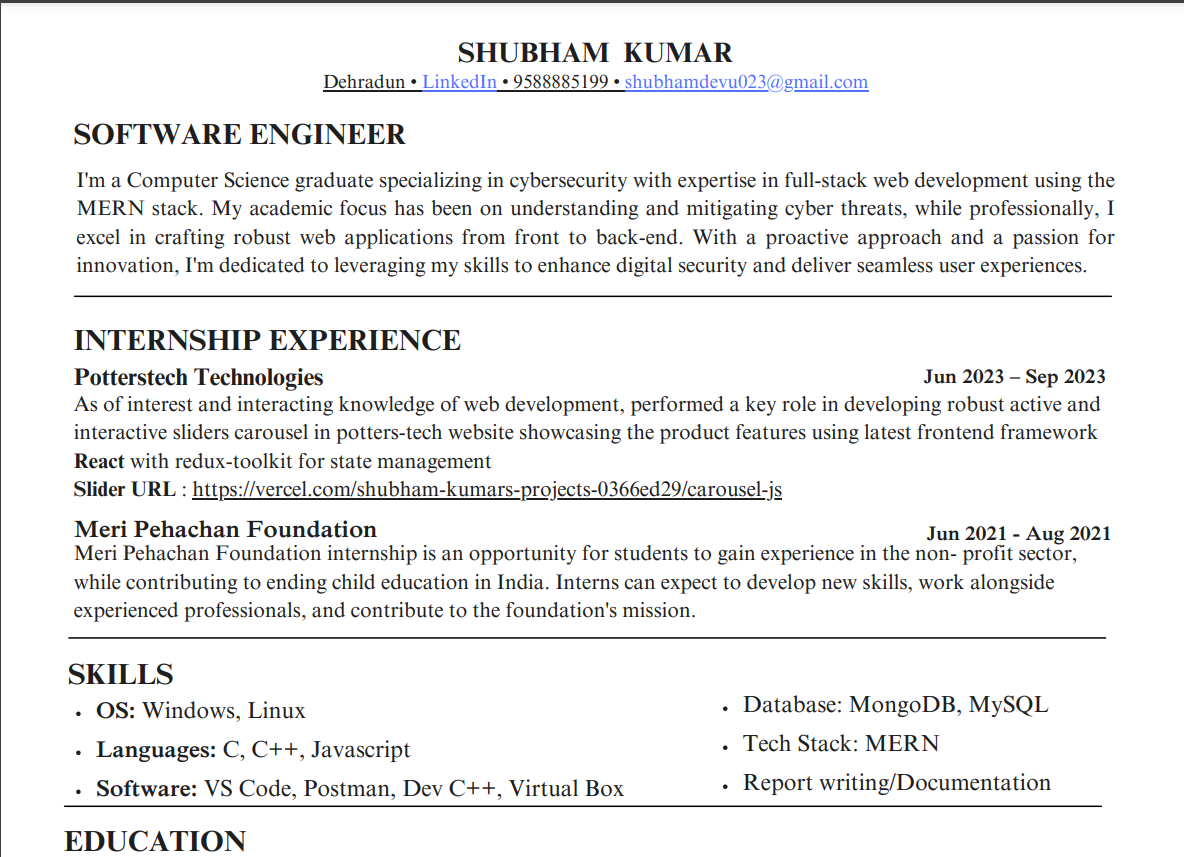 SHUBHAM KUMAR
Dehradun • LinkedIn • 9588885199 • shubhamdevu023@gmail.com
SOFTWARE ENGINEER
I'm a Computer Science graduate specializing in cybersecurity with expertise in full-stack web development using the
MERN stack. My academic focus has been on understanding and mitigating cyber threats, while professionally, I
excel in crafting robust web applications from front to back-end. With a proactive approach and a passion for
innovation, I'm dedicated to leveraging my skills to enhance digital security and deliver seamless user experiences.
INTERNSHIP EXPERIENCE
Potterstech Technologies Jun 2023 – Sep 2023
As of interest and interacting knowledge of web development, performed a key role in developing robust active and
interactive sliders carousel in potters-tech website showcasing the product features using latest frontend framework
React with redux-toolkit for state management
Slider URL : https://vercel.com/shubham-kumars-projects-0366ed29/carousel-js
Meri Pehachan Foundation Jun 2021 - Aug 2021
Meri Pehachan Foundation internship is an opportunity for students to gain experience in the non- profit sector,
while contributing to ending child education in India. Interns can expect to develop new skills, work alongside
experienced professionals, and contribute to the foundation's mission.
SKILLS
• OS: Windows, Linux
• Languages: C, C++, Javascript
• Software: VS Code, Postman, Dev C++, Virtual Box
• Database: MongoDB, MySQL
• Tech Stack: MERN
• Report writing/Documentation
EDUCATION